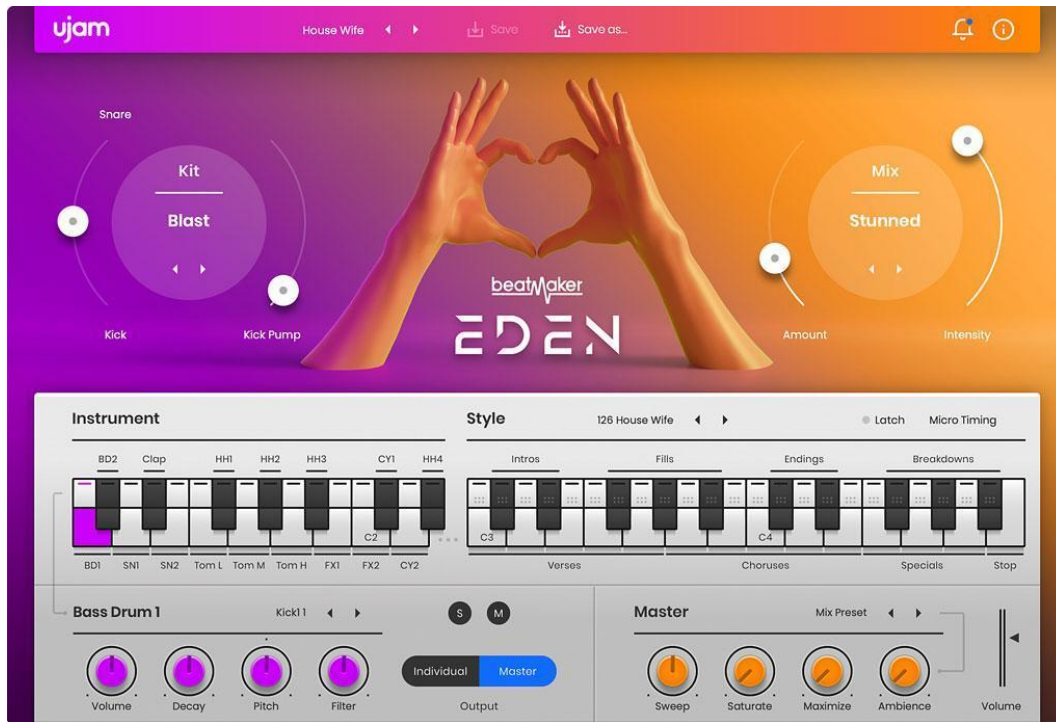 ujam
House Wife
Save
Save as...
Snare
Kit
Blast
Kick
Kick Pump
Mix
Stunned
Amount
Intensity
beatMaker
EDEN
Instrument
Style
126 House Wife
Latch
Micro Timing
BD2 Clap HH1 HH2 HH3 CY1 HH4
Intros Fills Endings Breakdowns
C2 C3 C4
BD1 SN1 SN2 Tom L Tom M Tom H FX1 FX2 CY2
Verses Choruses Specials Stop
Bass Drum 1
Kick1 1
S M
Volume Decay Pitch Filter
Individual Master
Output
Master
Mix Preset
Sweep Saturate Maximize Ambience
Volume